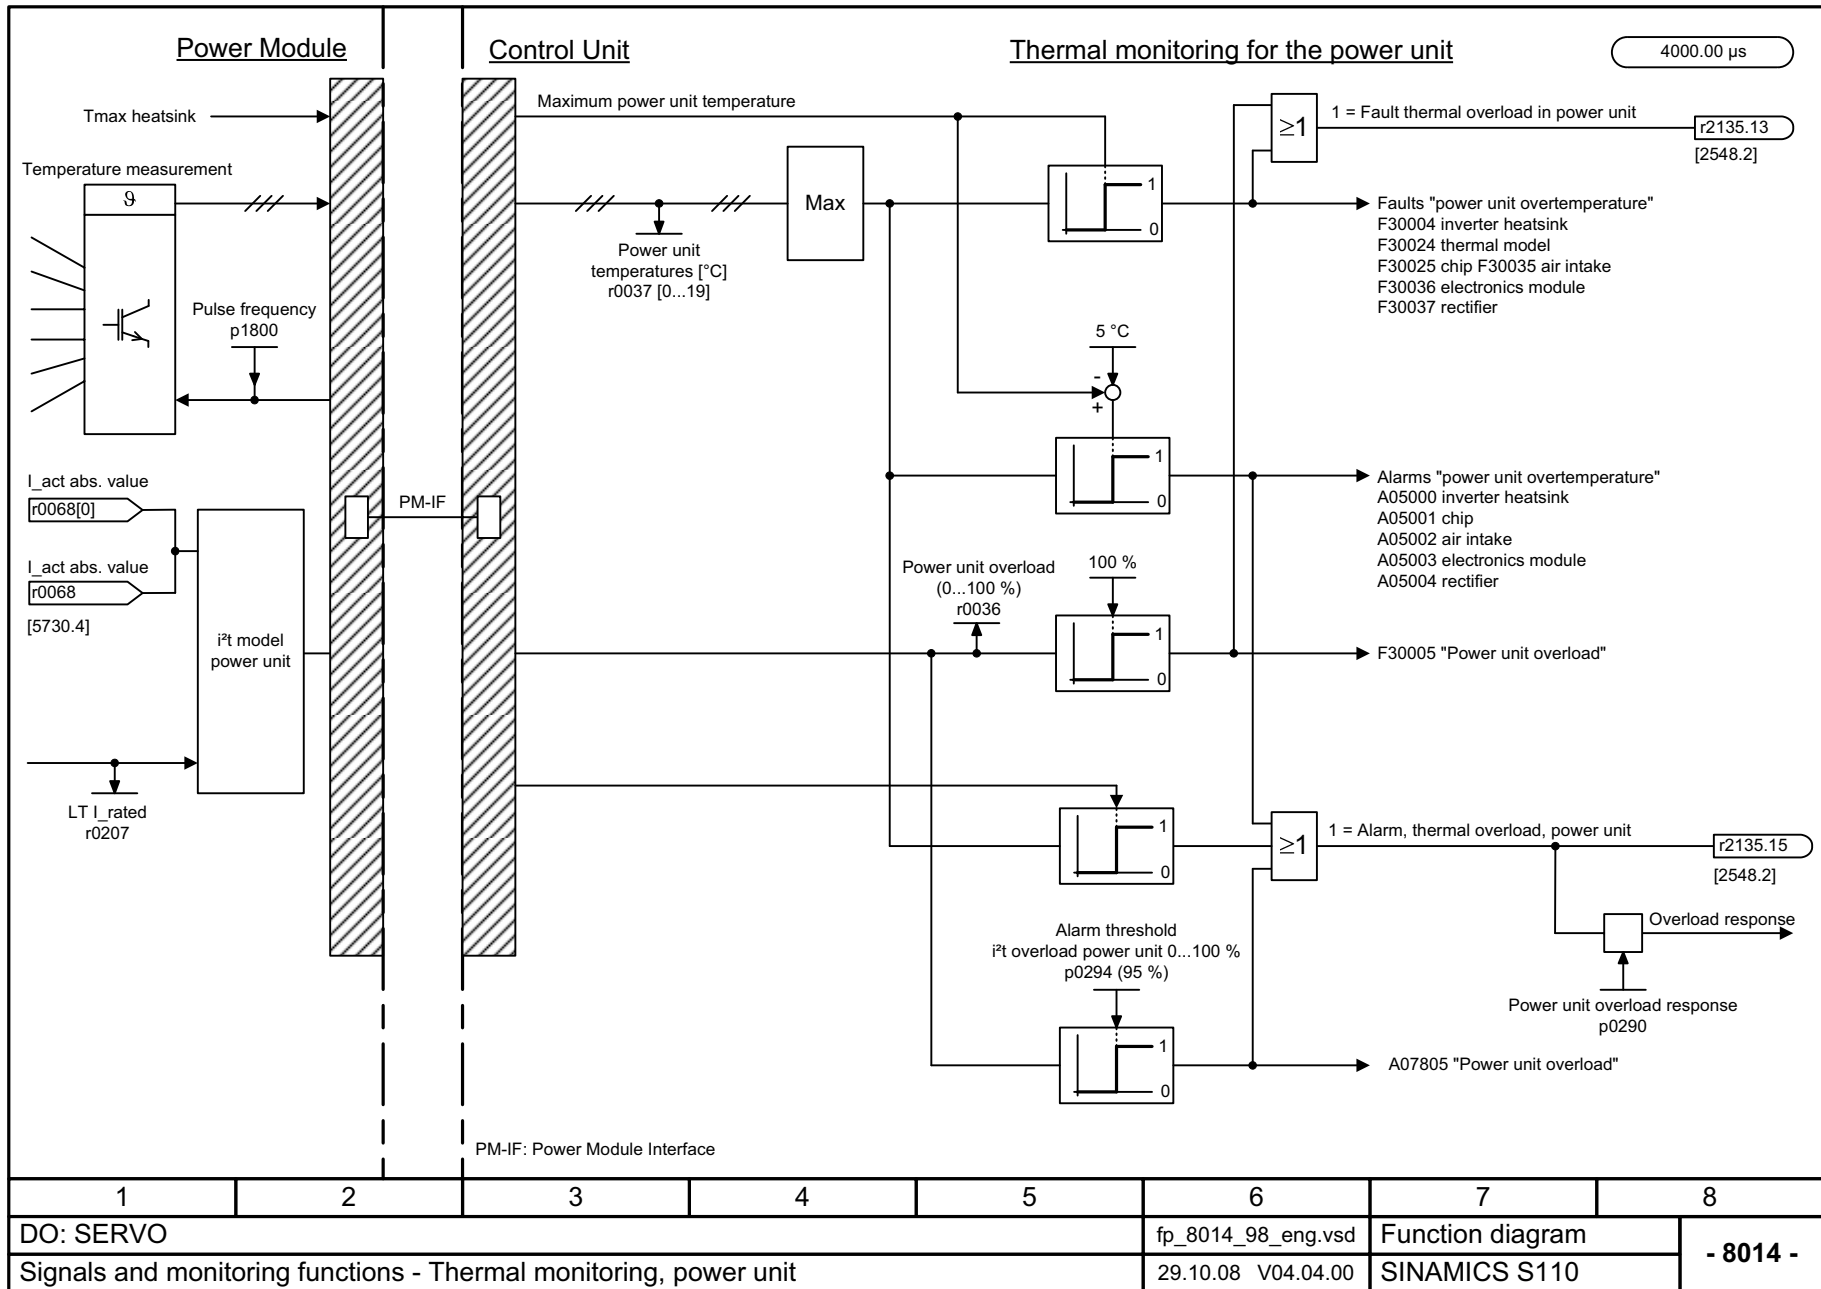 Power Module
Control Unit
Thermal monitoring for the power unit
4000.00 µs
Tmax heatsink
Maximum power unit temperature
≥1
1 = Fault thermal overload in power unit
r2135.13
[2548.2]
Temperature measurement
ϑ
Max
1
0
Power unit
temperatures [°C]
r0037 [0...19]
Faults "power unit overtemperature"
F30004 inverter heatsink
F30024 thermal model
F30025 chip F30035 air intake
F30036 electronics module
F30037 rectifier
Pulse frequency
p1800
5 °C
-
+
1
0
Alarms "power unit overtemperature"
A05000 inverter heatsink
A05001 chip
A05002 air intake
A05003 electronics module
A05004 rectifier
I_act abs. value
r0068[0]
I_act abs. value
r0068
[5730.4]
PM-IF
i²t model
power unit
Power unit overload
(0...100 %)
r0036
100 %
1
0
F30005 "Power unit overload"
LT I_rated
r0207
1
0
≥1
1 = Alarm, thermal overload, power unit
r2135.15
[2548.2]
Overload response
Power unit overload response
p0290
Alarm threshold
i²t overload power unit 0...100 %
p0294 (95 %)
1
0
A07805 "Power unit overload"
PM-IF: Power Module Interface
1 2 3 4 5 6 7 8
DO: SERVO
fp_8014_98_eng.vsd
Function diagram
- 8014 -
Signals and monitoring functions - Thermal monitoring, power unit
29.10.08 V04.04.00
SINAMICS S110